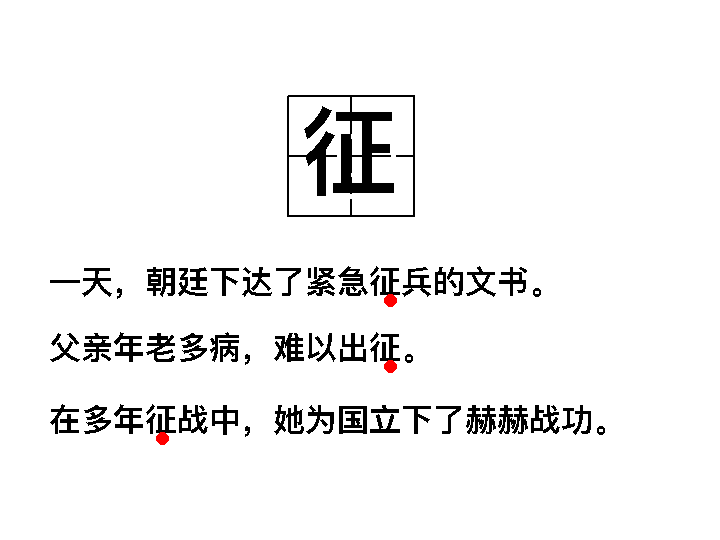 征
一天，朝廷下达了紧急征兵的文书。
父亲年老多病，难以出征。
在多年征战中，她为国立下了赫赫战功。